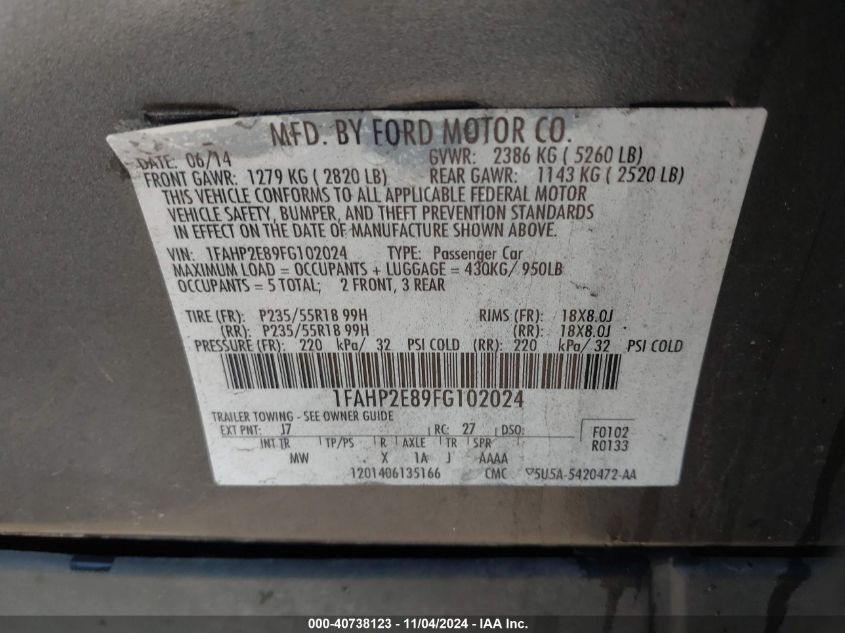 MFD. BY FORD MOTOR CO.
DATE: 06/14 GVWR: 2386 KG ( 5260 LB)
FRONT GAWR: 1279 KG ( 2820 LB) REAR GAWR: 1143 KG ( 2520 LB)
THIS VEHICLE CONFORMS TO ALL APPLICABLE FEDERAL MOTOR
VEHICLE SAFETY, BUMPER, AND THEFT PREVENTION STANDARDS
IN EFFECT ON THE DATE OF MANUFACTURE SHOWN ABOVE.
VIN: 1FAHP2E89FG102024 TYPE: Passenger Car
MAXIMUM LOAD = OCCUPANTS + LUGGAGE = 430KG/ 950LB
OCCUPANTS = 5 TOTAL; 2 FRONT, 3 REAR
TIRE (FR): P235/55R18 99H RIMS (FR): 18X8.0J
(RR): P235/55R18 99H (RR): 18X8.0J
PRESSURE (FR): 220 kPa/ 32 PSI COLD (RR): 220 kPa/ 32 PSI COLD
1FAHP2E89FG102024
TRAILER TOWING - SEE OWNER GUIDE
EXT PNT: J7 RC: 27 DSO: F0102
INT TR TP/PS R AXLE TR SPR R0133
MW . X 1A J AAAA
1201406135166 CMC ▽5U5A-5420472-AA
000-40738123 - 11/04/2024 - IAA Inc.